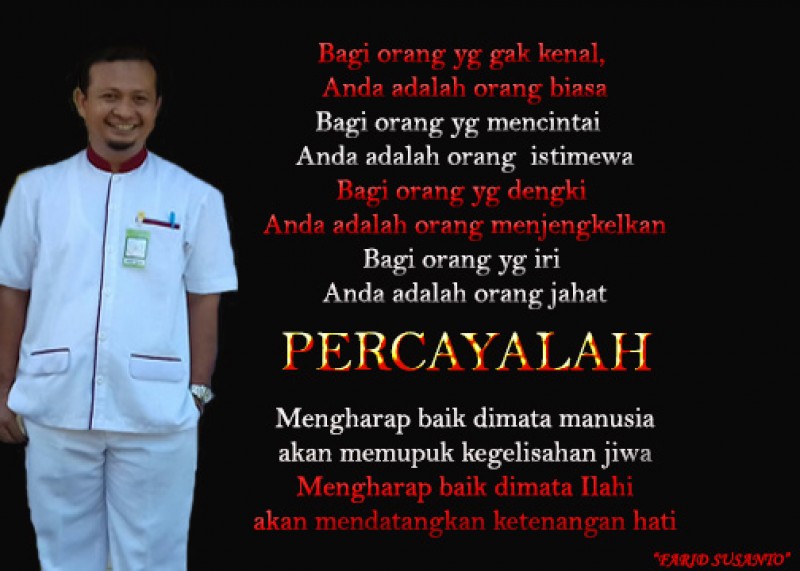 Bagi orang yg gak kenal,
Anda adalah orang biasa
Bagi orang yg mencintai
Anda adalah orang istimewa
Bagi orang yg dengki
Anda adalah orang menjengkelkan
Bagi orang yg iri
Anda adalah orang jahat
PERCAYALAH
Mengharap baik dimata manusia
akan memupuk kegelisahan jiwa
Mengharap baik dimata Ilahi
akan mendatangkan ketenangan hati
"FARID SUSANTO"